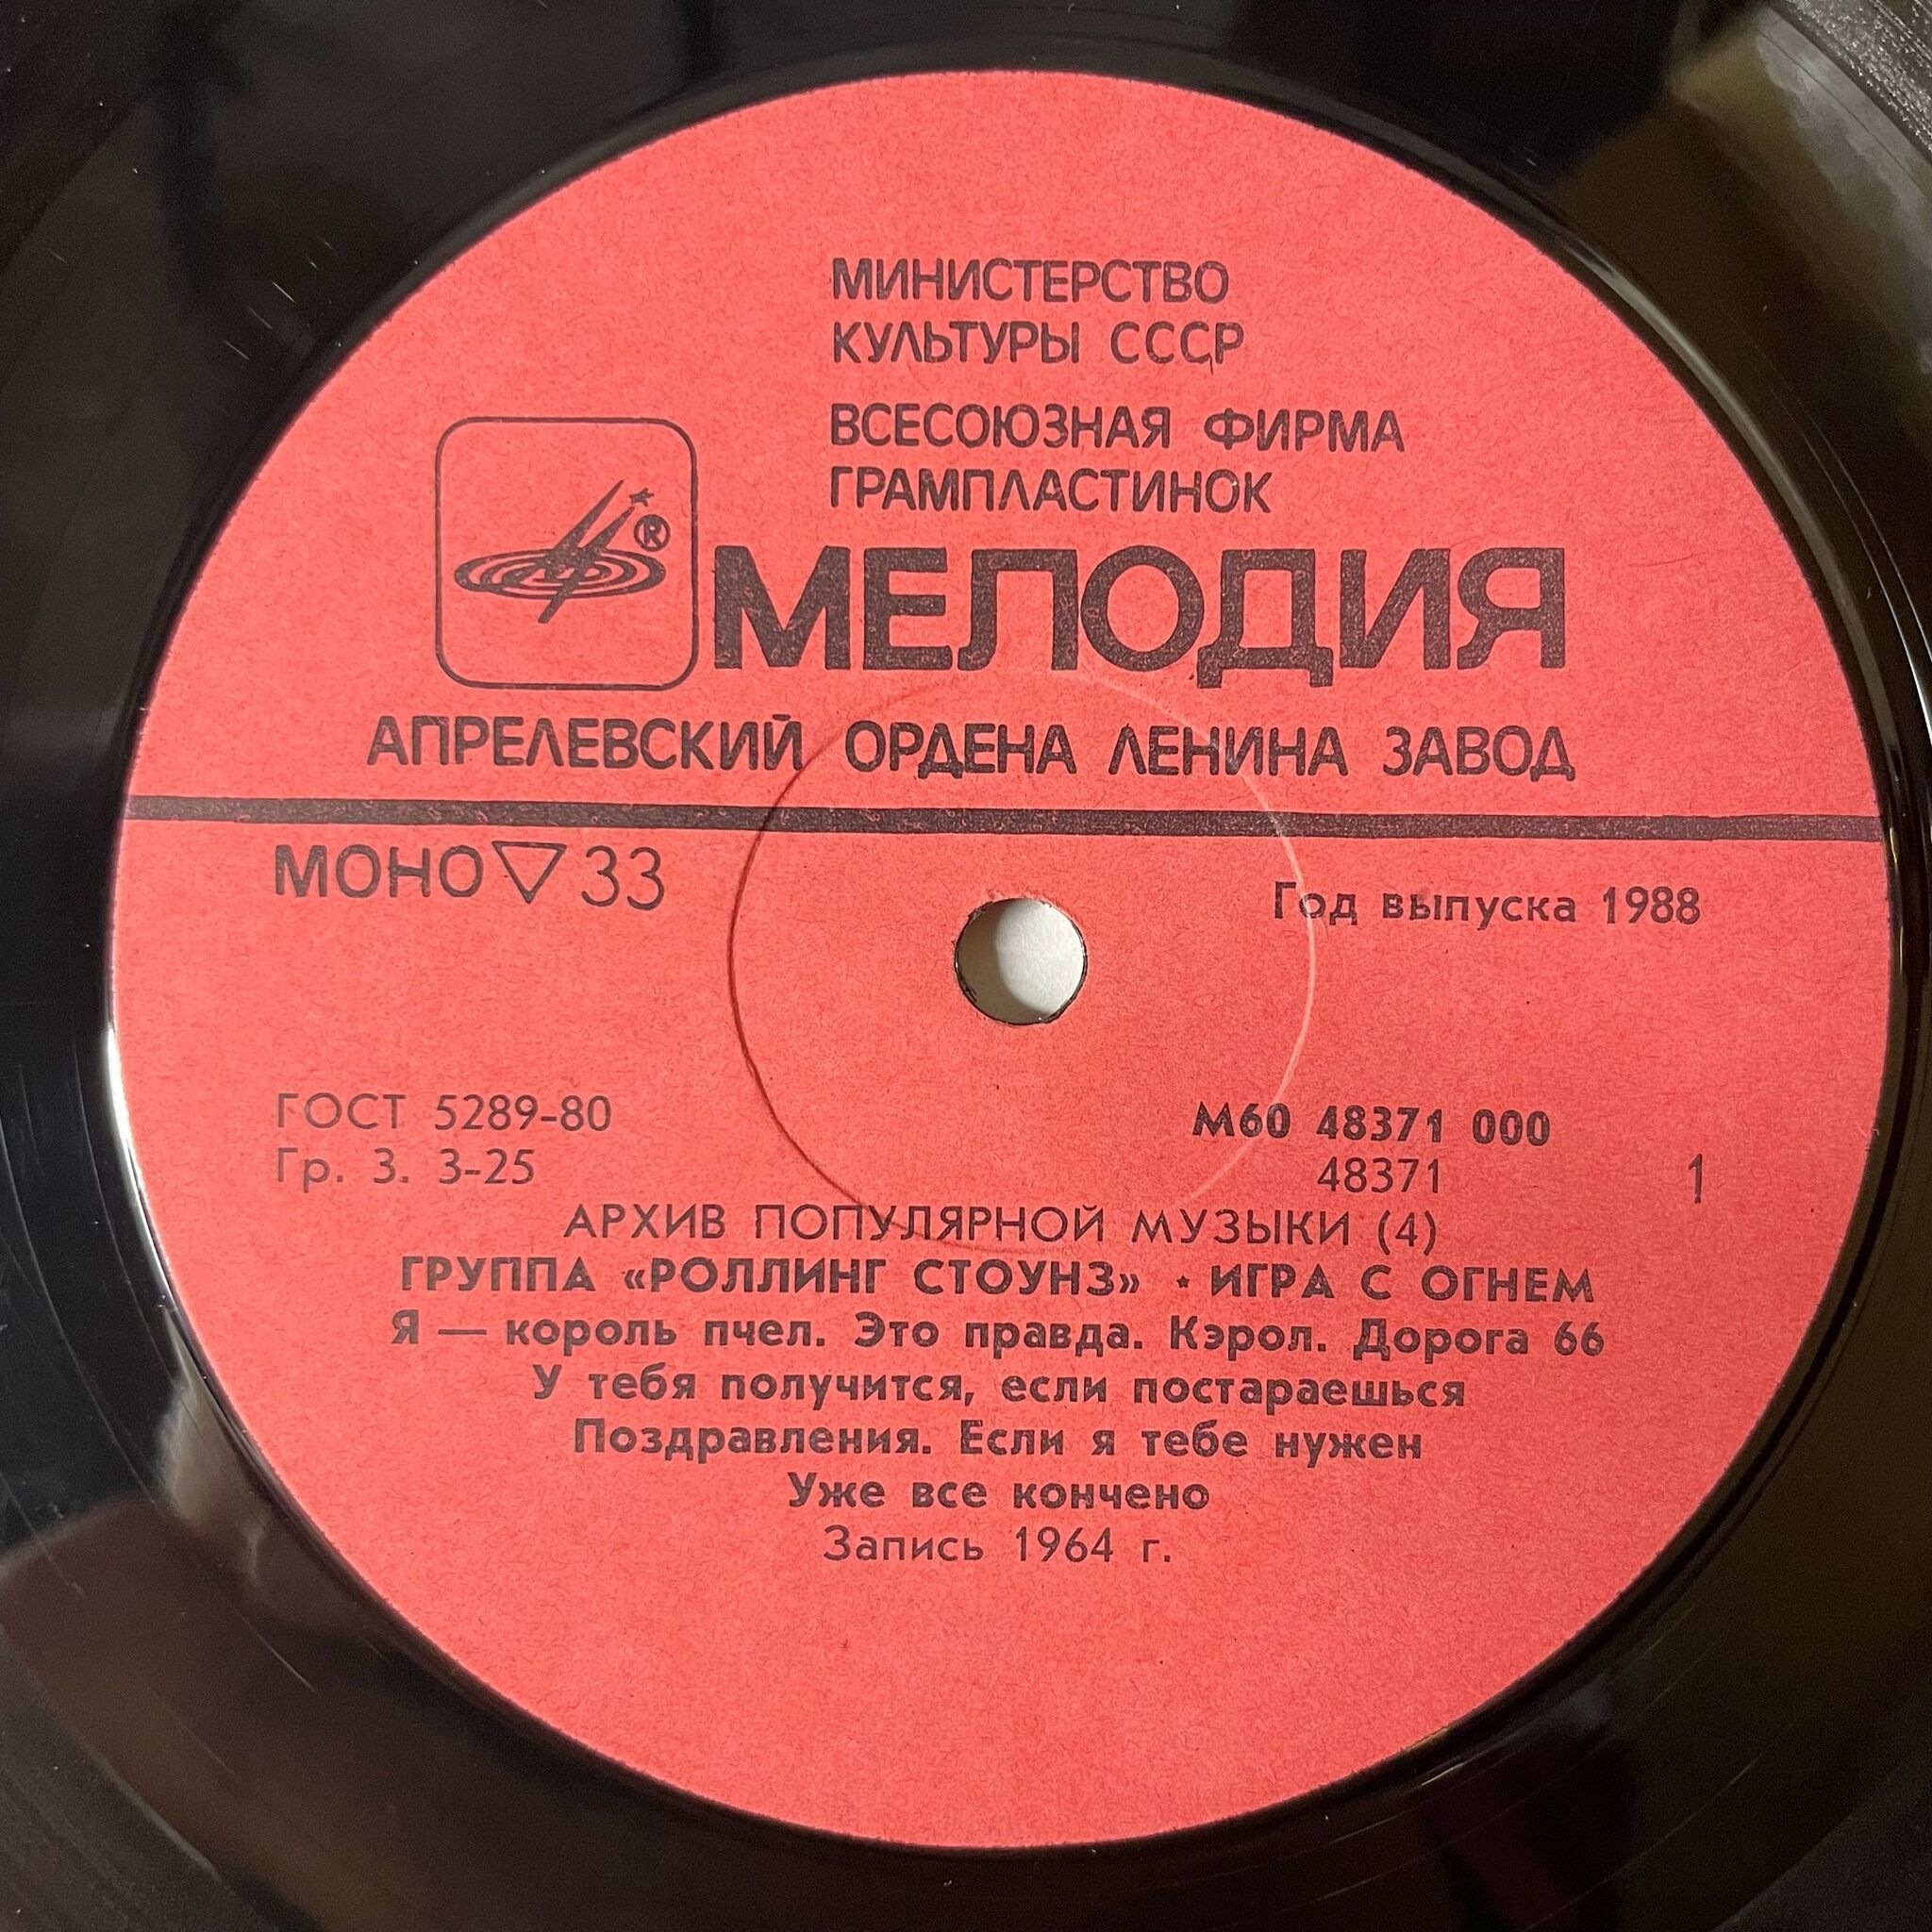 МИНИСТЕРСТВО
КУЛЬТУРЫ СССР
ВСЕСОЮЗНАЯ ФИРМА
ГРАМПЛАСТИНОК
®
МЕЛОДИЯ
АПРЕЛЕВСКИЙ ОРДЕНА ЛЕНИНА ЗАВОД
МОНО ▽ 33
Год выпуска 1988
ГОСТ 5289-80
Гр. 3. 3-25
М60 48371 000
48371
1
АРХИВ ПОПУЛЯРНОЙ МУЗЫКИ (4)
ГРУППА «РОЛЛИНГ СТОУНЗ» ⋆ ИГРА С ОГНЕМ
Я — король пчел. Это правда. Кэрол. Дорога 66
У тебя получится, если постараешься
Поздравления. Если я тебе нужен
Уже все кончено
Запись 1964 г.